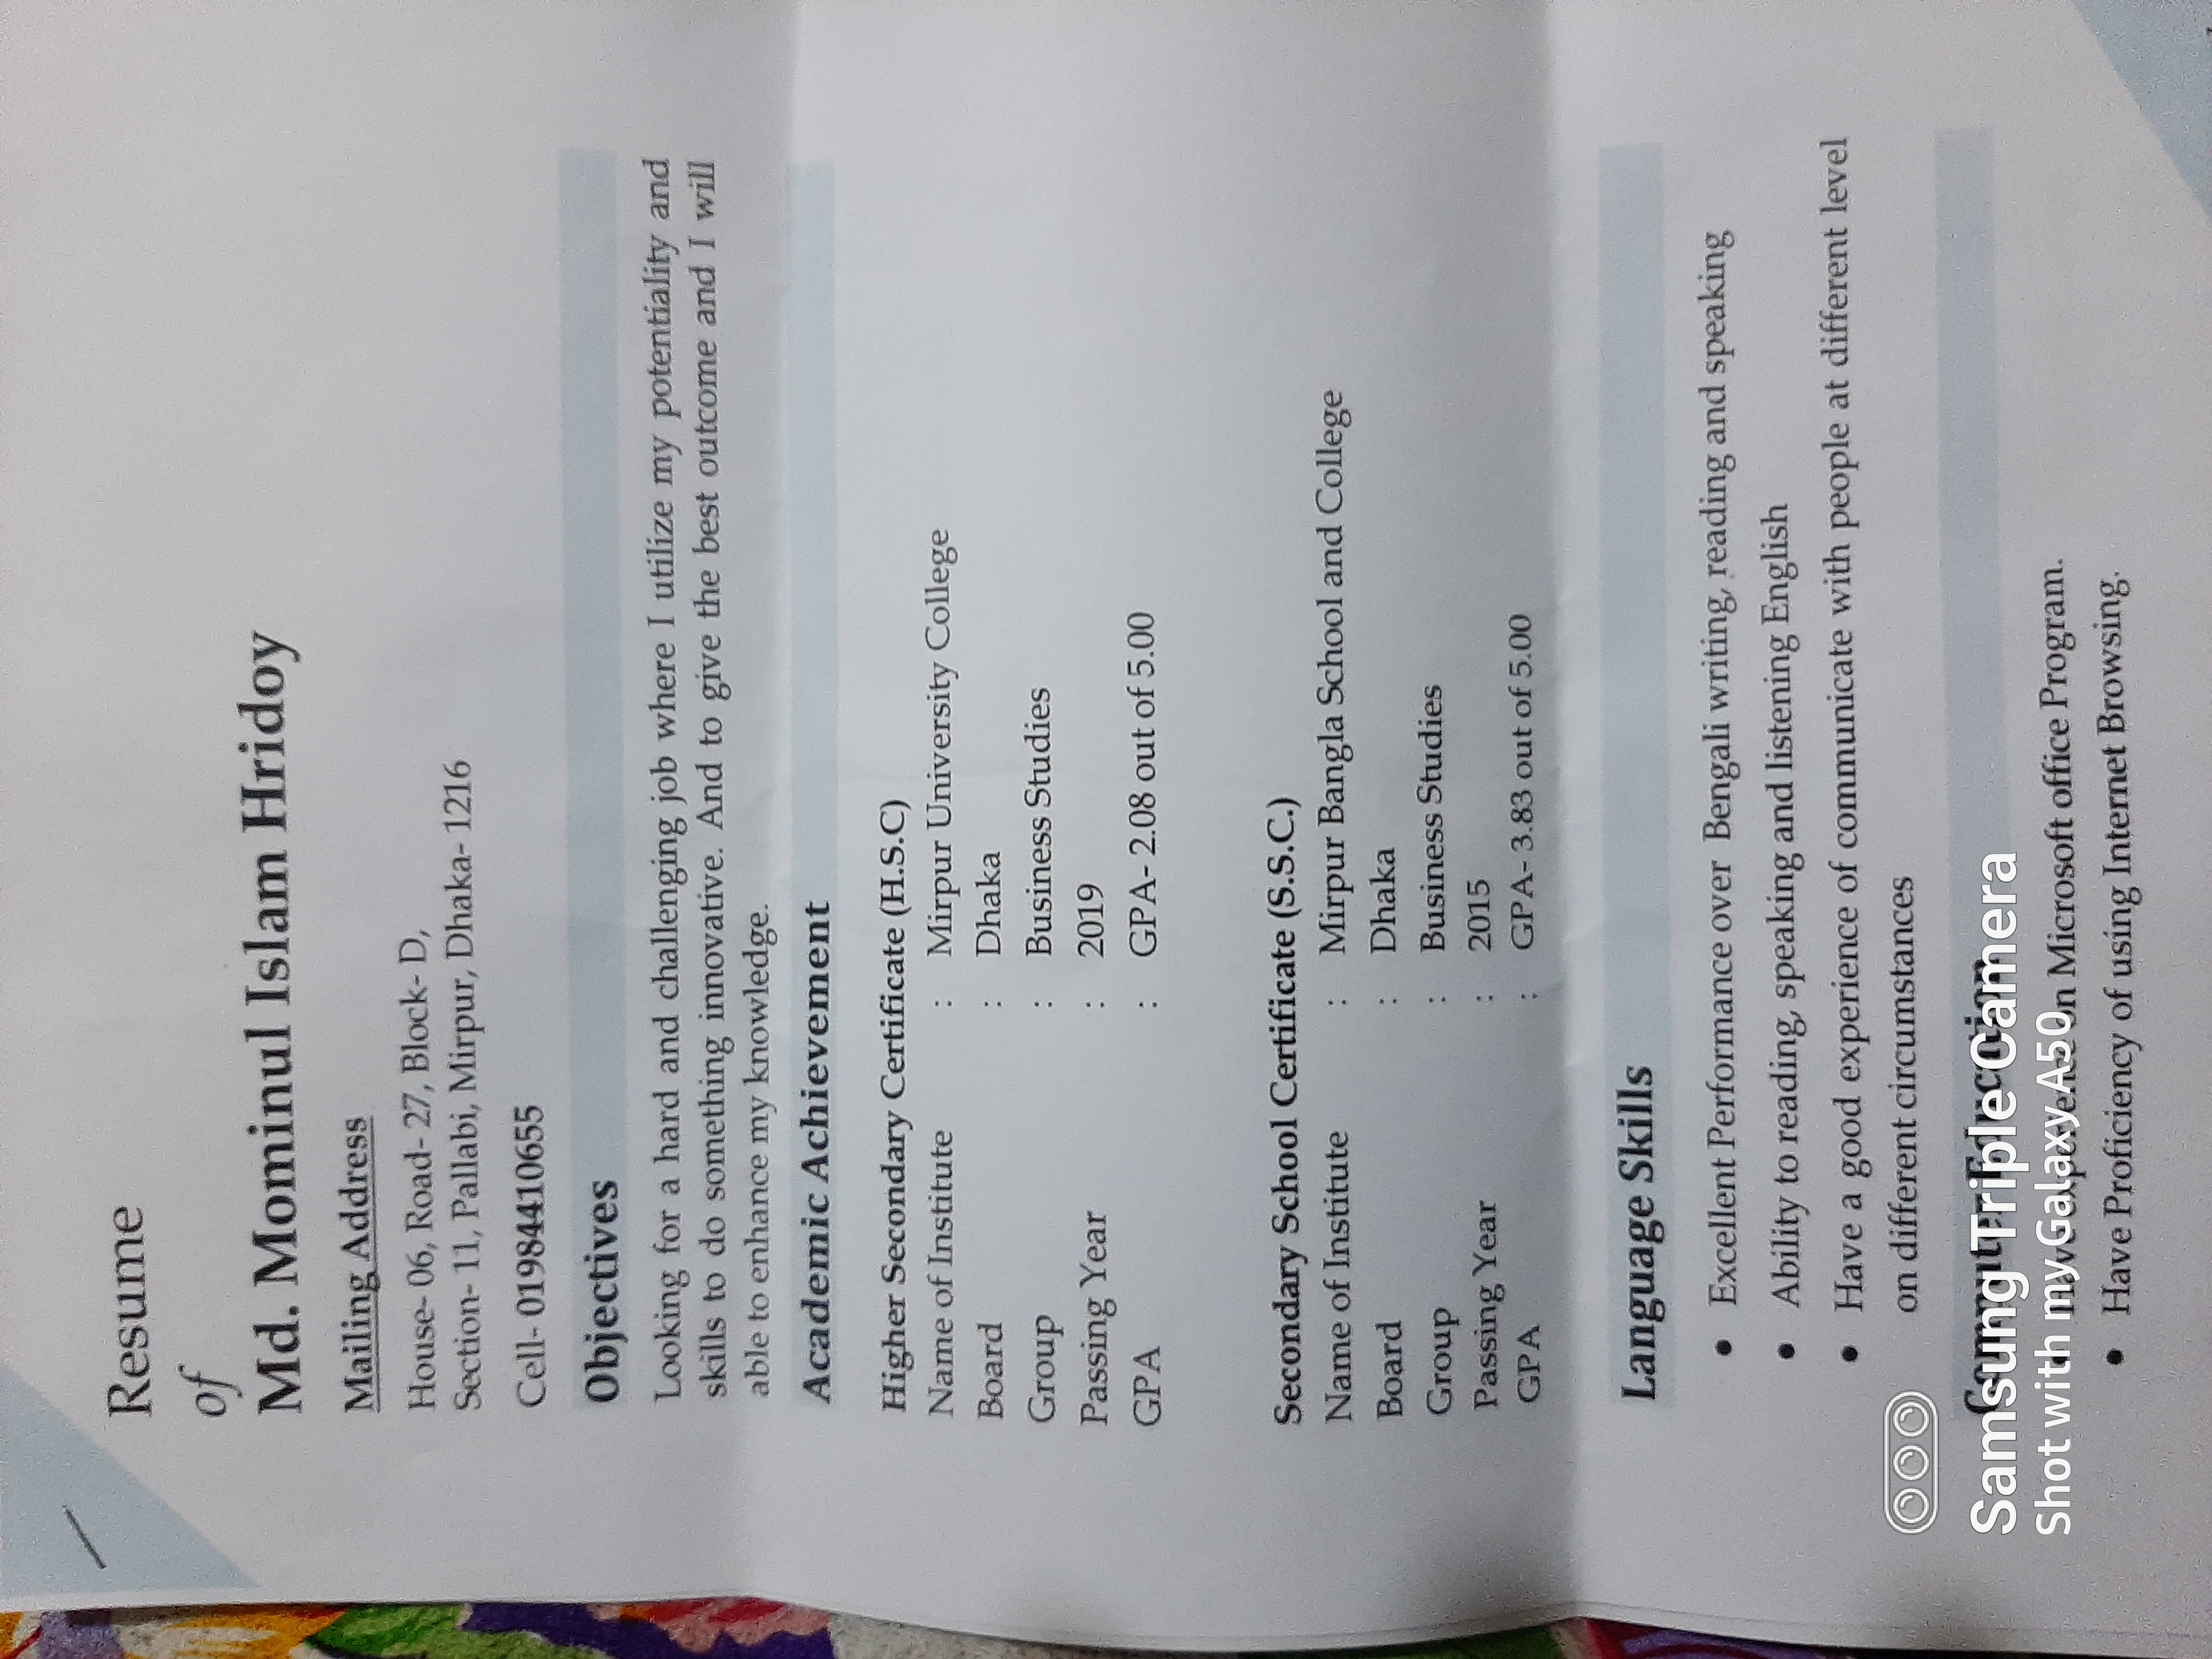 Resume
of
Md. Mominul Islam Hridoy
Mailing Address
House- 06, Road- 27, Block- D,
Section- 11, Pallabi, Mirpur, Dhaka- 1216
Cell- 01984410655
Objectives
Looking for a hard and challenging job where I utilize my potentiality and
skills to do something innovative. And to give the best outcome and I will
able to enhance my knowledge.
Academic Achievement
Higher Secondary Certificate (H.S.C)
Name of Institute : Mirpur University College
Board : Dhaka
Group : Business Studies
Passing Year : 2019
GPA : GPA- 2.08 out of 5.00
Secondary School Certificate (S.S.C.)
Name of Institute : Mirpur Bangla School and College
Board : Dhaka
Group : Business Studies
Passing Year : 2015
GPA : GPA- 3.83 out of 5.00
Language Skills
• Excellent Performance over Bengali writing, reading and speaking
• Ability to reading, speaking and listening English
• Have a good experience of communicate with people at different level
on different circumstances
Computer Education
Samsung Triple Camera
Shot with my Galaxy A50
• Have experience on Microsoft office Program.
• Have Proficiency of using Internet Browsing.